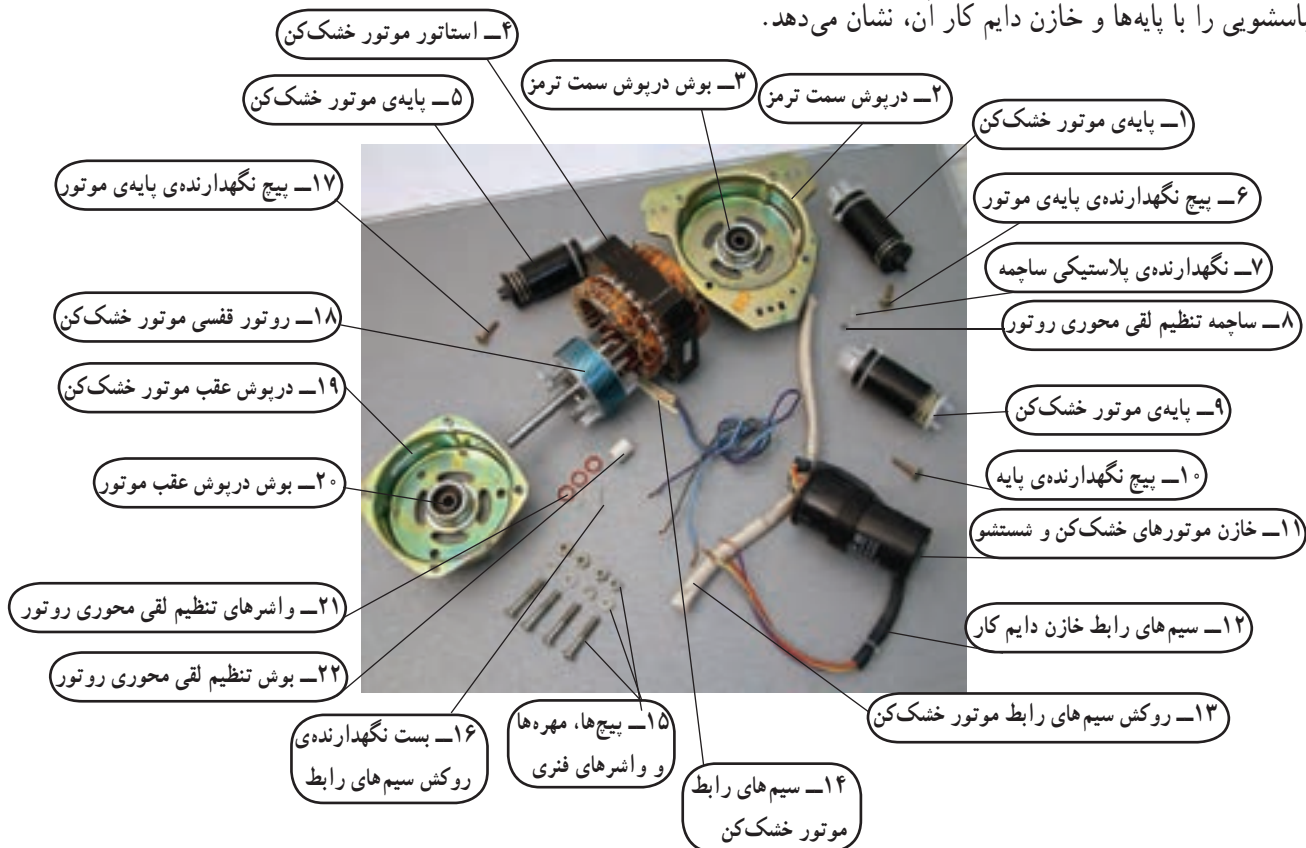 باسشویی را با پایه‌ها و خازن دایم کار آن، نشان می‌دهد.
۴ــ استاتور موتور خشک‌کن
۳ــ بوش درپوش سمت ترمز
۲ــ درپوش سمت ترمز
۵ــ پایه‌ی موتور خشک‌کن
۱ــ پایه‌ی موتور خشک‌کن
۱۷ــ پیچ نگهدارنده‌ی پایه‌ی موتور
۶ــ پیچ نگهدارنده‌ی پایه‌ی موتور
۷ــ نگهدارنده‌ی پلاستیکی ساچمه
۱۸ــ روتور قفسی موتور خشک‌کن
۸ــ ساچمه تنظیم لقی محوری روتور
۱۹ــ درپوش عقب موتور خشک‌کن
۹ــ پایه‌ی موتور خشک‌کن
۲۰ــ بوش درپوش عقب موتور
۱۰ــ پیچ نگهدارنده‌ی پایه
۱۱ــ خازن موتورهای خشک‌کن و شستشو
۲۱ــ واشرهای تنظیم لقی محوری روتور
۱۲ــ سیم‌های رابط خازن دایم کار
۲۲ــ بوش تنظیم لقی محوری روتور
۱۳ــ روکش سیم‌های رابط موتور خشک‌کن
۱۶ــ بست نگهدارنده‌ی
روکش سیم‌های رابط
۱۵ــ پیچ‌ها، مهره‌ها
و واشرهای فنری
۱۴ــ سیم‌های رابط
موتور خشک‌کن